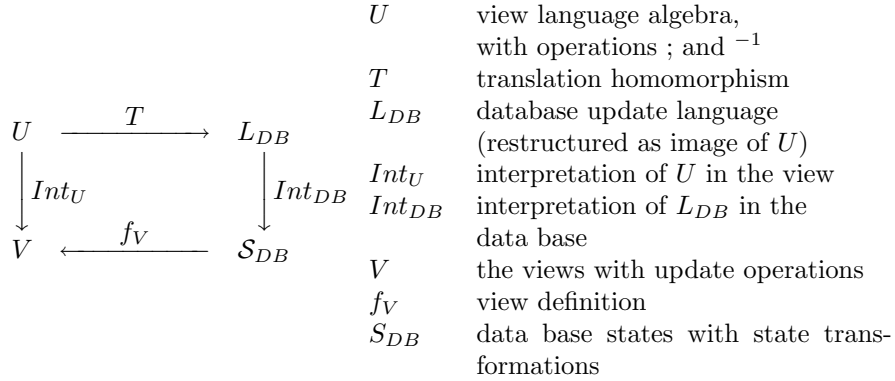 U view language algebra,
with operations ; and ⁻¹
T translation homomorphism
L_DB database update language
(restructured as image of U)
Int_U interpretation of U in the view
Int_DB interpretation of L_DB in the
data base
V the views with update operations
f_V view definition
S_DB data base states with state trans-
formations
T
U L_DB
Int_U Int_DB
f_V
V 𝒮_DB